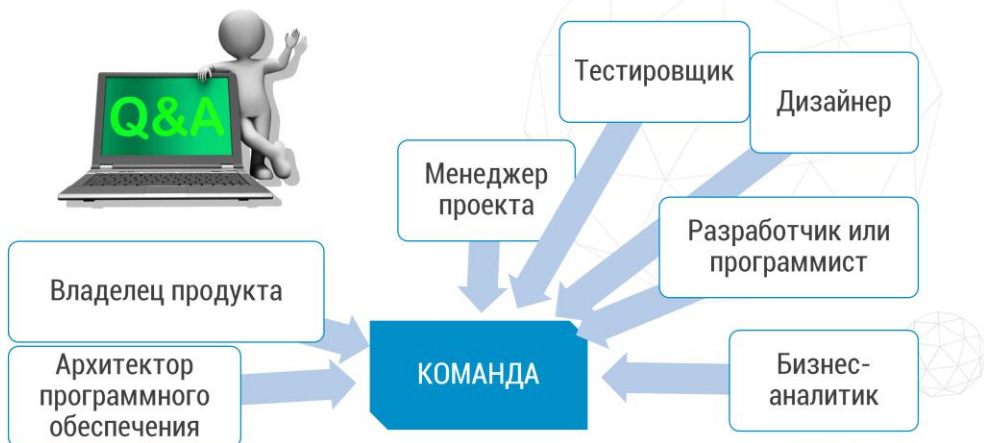 Q&A
Тестировщик
Дизайнер
Менеджер
проекта
Разработчик или
программист
Владелец продукта
Архитектор
программного
обеспечения
КОМАНДА
Бизнес-
аналитик